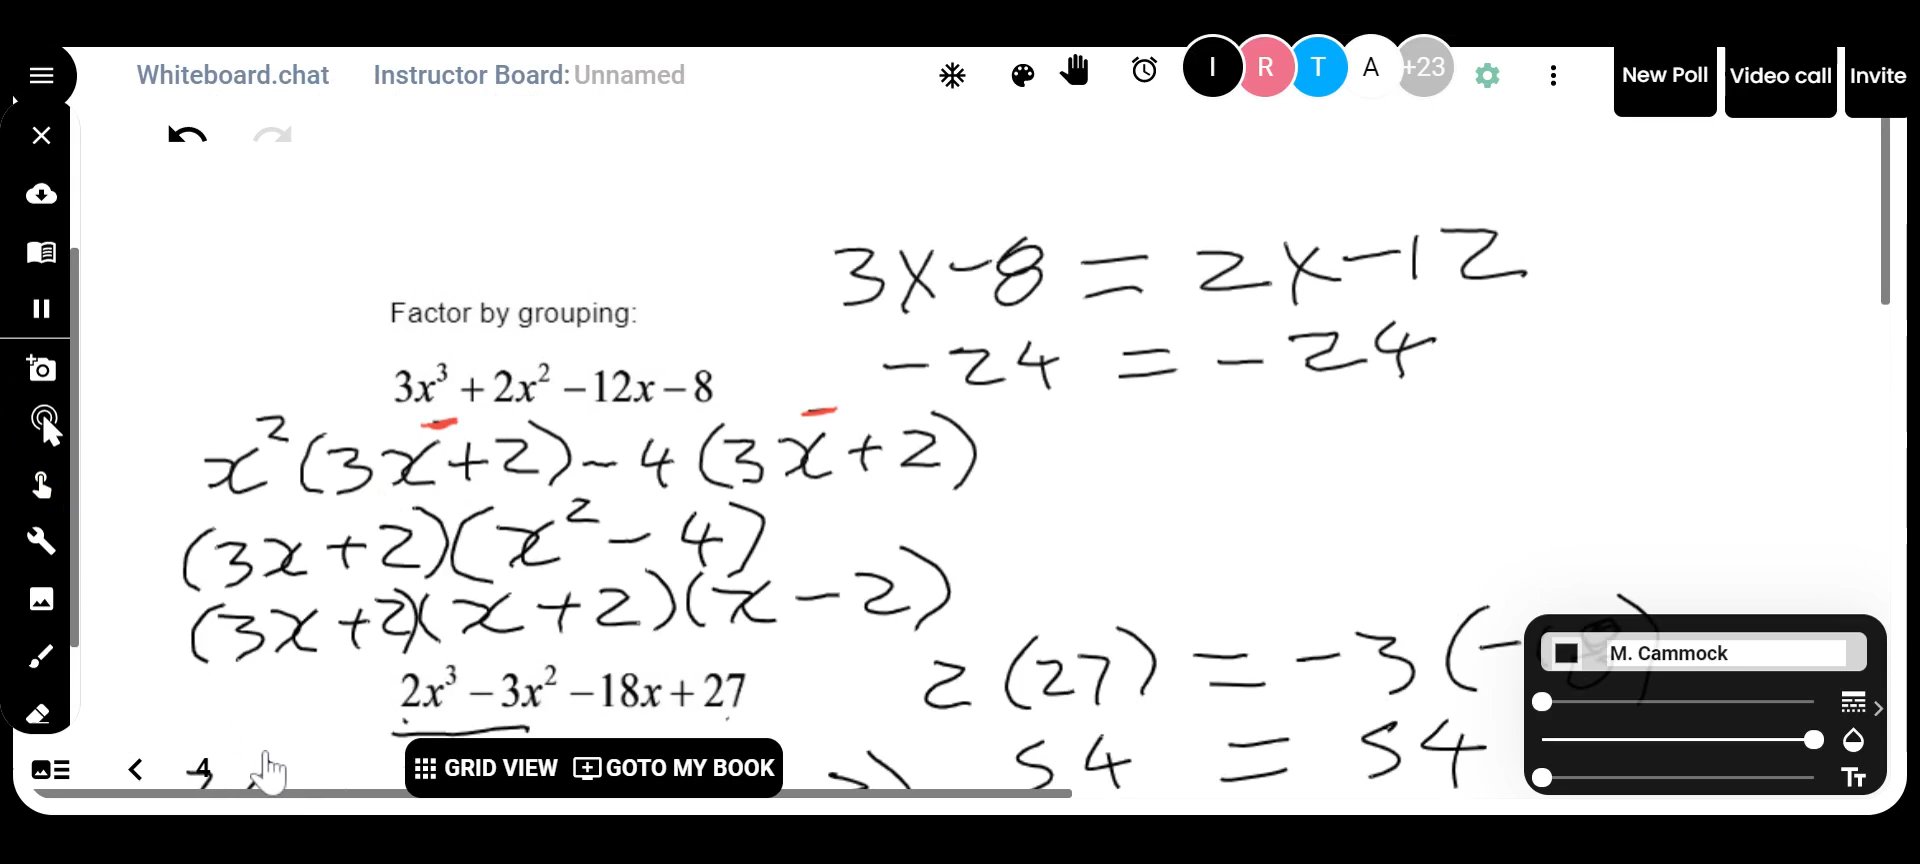 Whiteboard.chat Instructor Board: Unnamed I R T A +23 New Poll Video call Invite
3x-8 = 2x-12
Factor by grouping:
-24 = -24
3x³ + 2x² − 12x − 8
x²(3x+2) - 4(3x+2)
(3x+2)(x² - 4)
(3x+2)(x+2)(x-2)
2(27) = -3(-
M. Cammock
2x³ − 3x² − 18x + 27
54 = 54
4 GRID VIEW GOTO MY BOOK
Tт